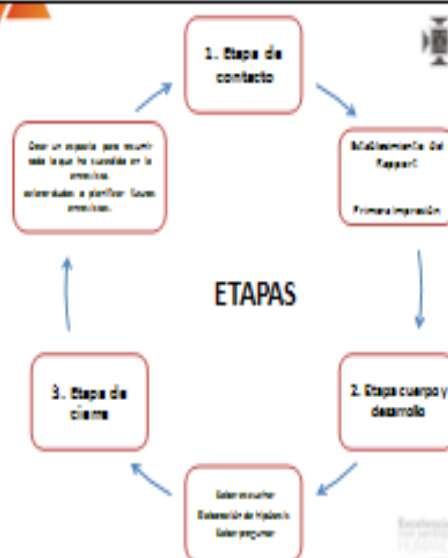 1. Etapa de
contacto
Establecimiento del
Rapport
Primera impresión
2. Etapa cuerpo y
desarrollo
Saber escuchar
Elaboración de hipótesis
Saber preguntar
3. Etapa de
cierre
Crear un espacio para resumir
todo lo que ha sucedido en la
entrevista.
planificar futuras
entrevistas.
ETAPAS